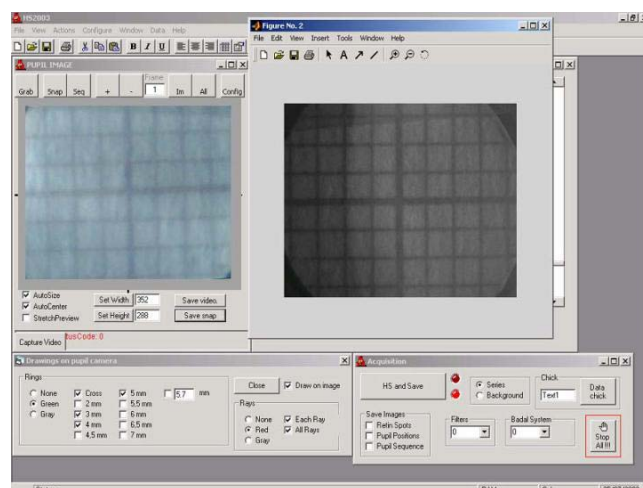 HS2003
File View Actions Configure Window Data Help
PUPIL IMAGE
Frame
Grab Snap Seq + - 1 Im All Config
AutoSize
AutoCenter
StretchPreview
Set Width 352 Save video.
Set Height 288 Save snap
Capture Video tusCode:0
Figure No. 2
File Edit View Insert Tools Window Help
Drawings on pupil camera
Rings
None
Green
Gray
Cross
2 mm
3 mm
4 mm
4,5 mm
5 mm
5,5 mm
6 mm
6,5 mm
7 mm
5.7 mm
Close Draw on image
Rays
None
Red
Gray
Each Ray
All Rays
Acquisition
HS and Save
Series
Background
Chick
Text1
Data chick
Save Images
Retin Spots
Pupil Positions
Pupil Sequence
Filters
0
Badal System
0
Stop
All !!!